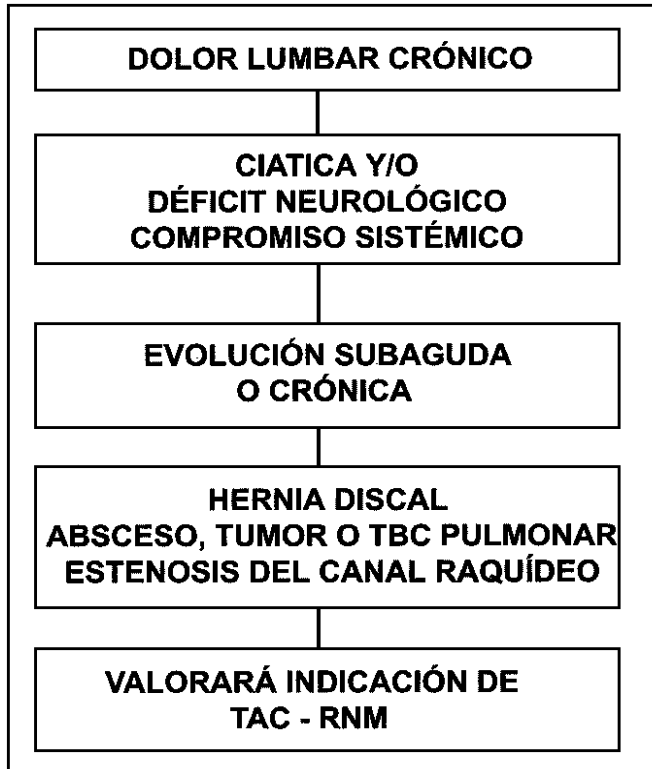 DOLOR LUMBAR CRÓNICO
CIATICA Y/O
DÉFICIT NEUROLÓGICO
COMPROMISO SISTÉMICO
EVOLUCIÓN SUBAGUDA
O CRÓNICA
HERNIA DISCAL
ABSCESO, TUMOR O TBC PULMONAR
ESTENOSIS DEL CANAL RAQUÍDEO
VALORARÁ INDICACIÓN DE
TAC - RNM